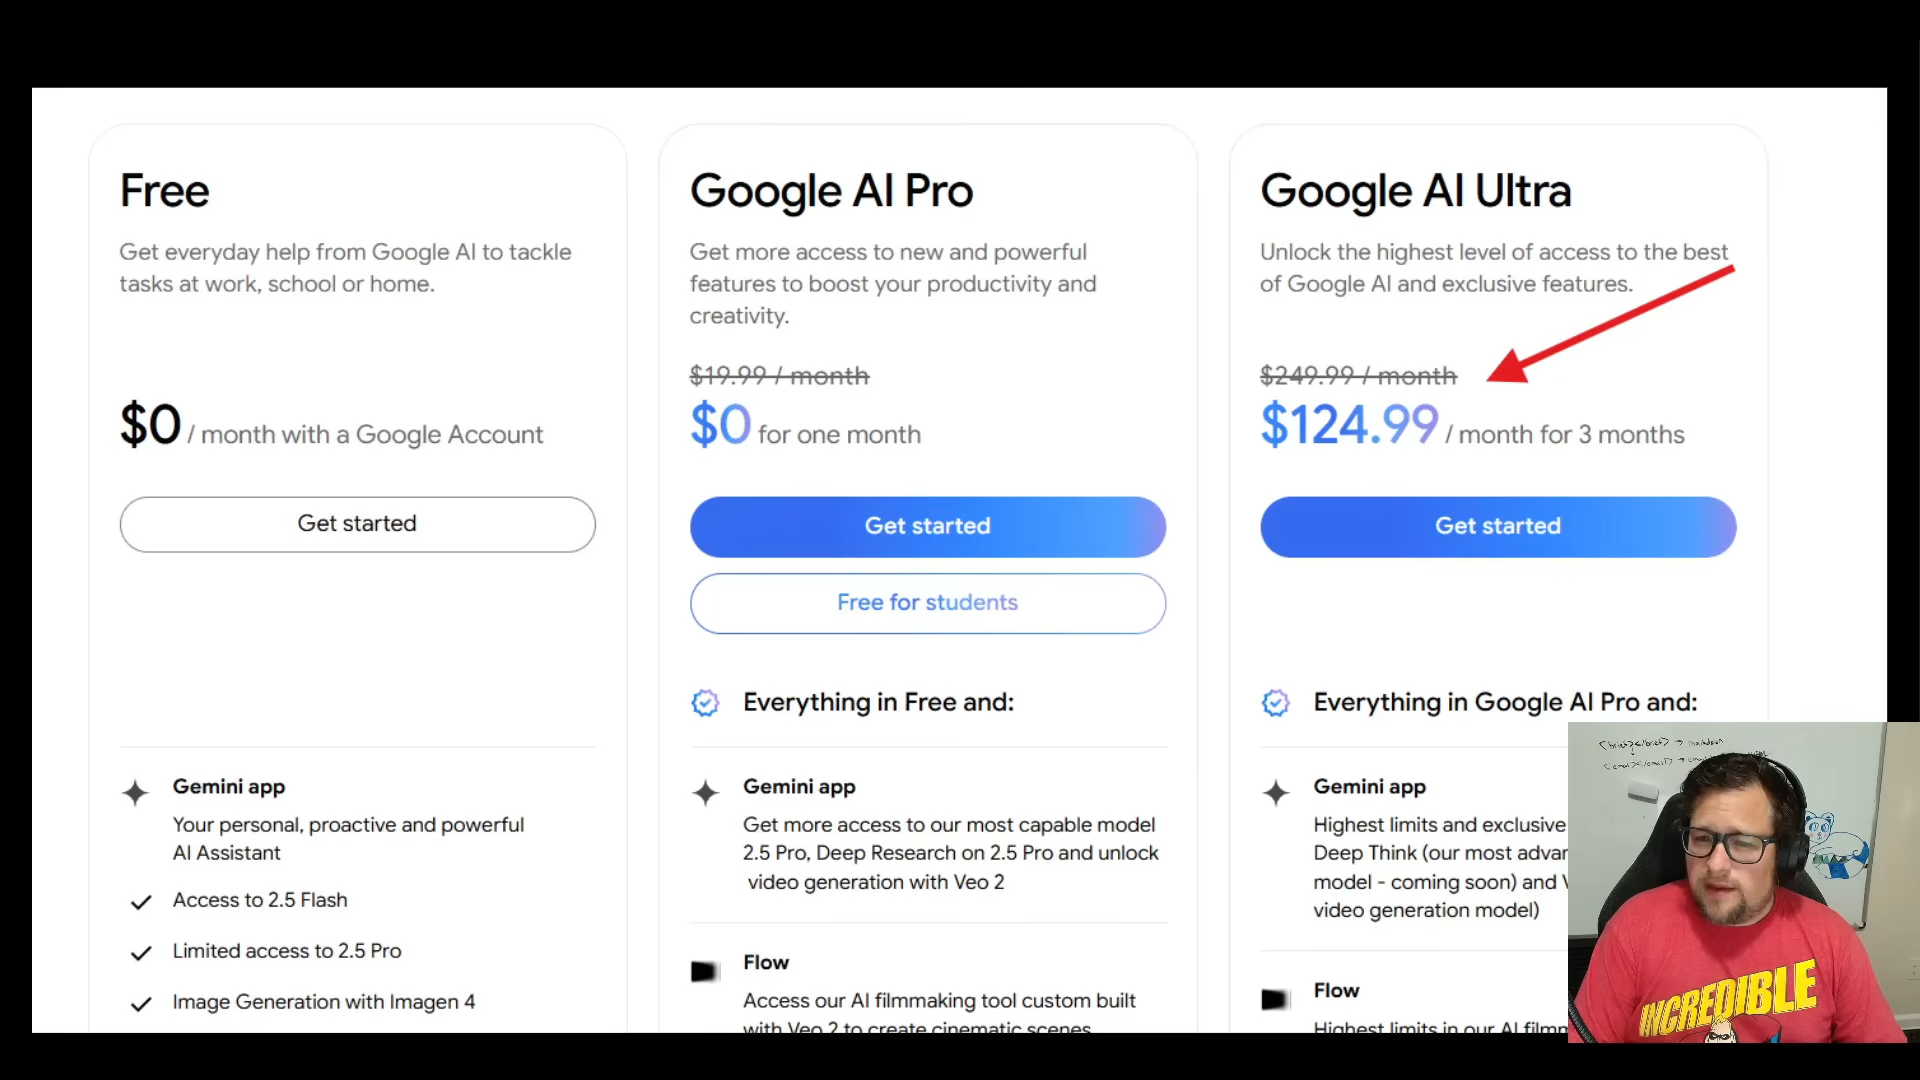 Free
Get everyday help from Google AI to tackle
tasks at work, school or home.
$0 / month with a Google Account
Get started
Gemini app
Your personal, proactive and powerful
AI Assistant
Access to 2.5 Flash
Limited access to 2.5 Pro
Image Generation with Imagen 4
Google AI Pro
Get more access to new and powerful
features to boost your productivity and
creativity.
$19.99 / month
$0 for one month
Get started
Free for students
Everything in Free and:
Gemini app
Get more access to our most capable model
2.5 Pro, Deep Research on 2.5 Pro and unlock
video generation with Veo 2
Flow
Access our AI filmmaking tool custom built
with Veo 2 to create cinematic scenes
Google AI Ultra
Unlock the highest level of access to the best
of Google AI and exclusive features.
$249.99 / month
$124.99 / month for 3 months
Get started
Everything in Google AI Pro and:
Gemini app
Highest limits and exclusive
Deep Think (our most advan
model - coming soon) and
video generation model)
Flow
Highest limits in our AI filmm
<brief></brief> → markdown
INCREDIBLE